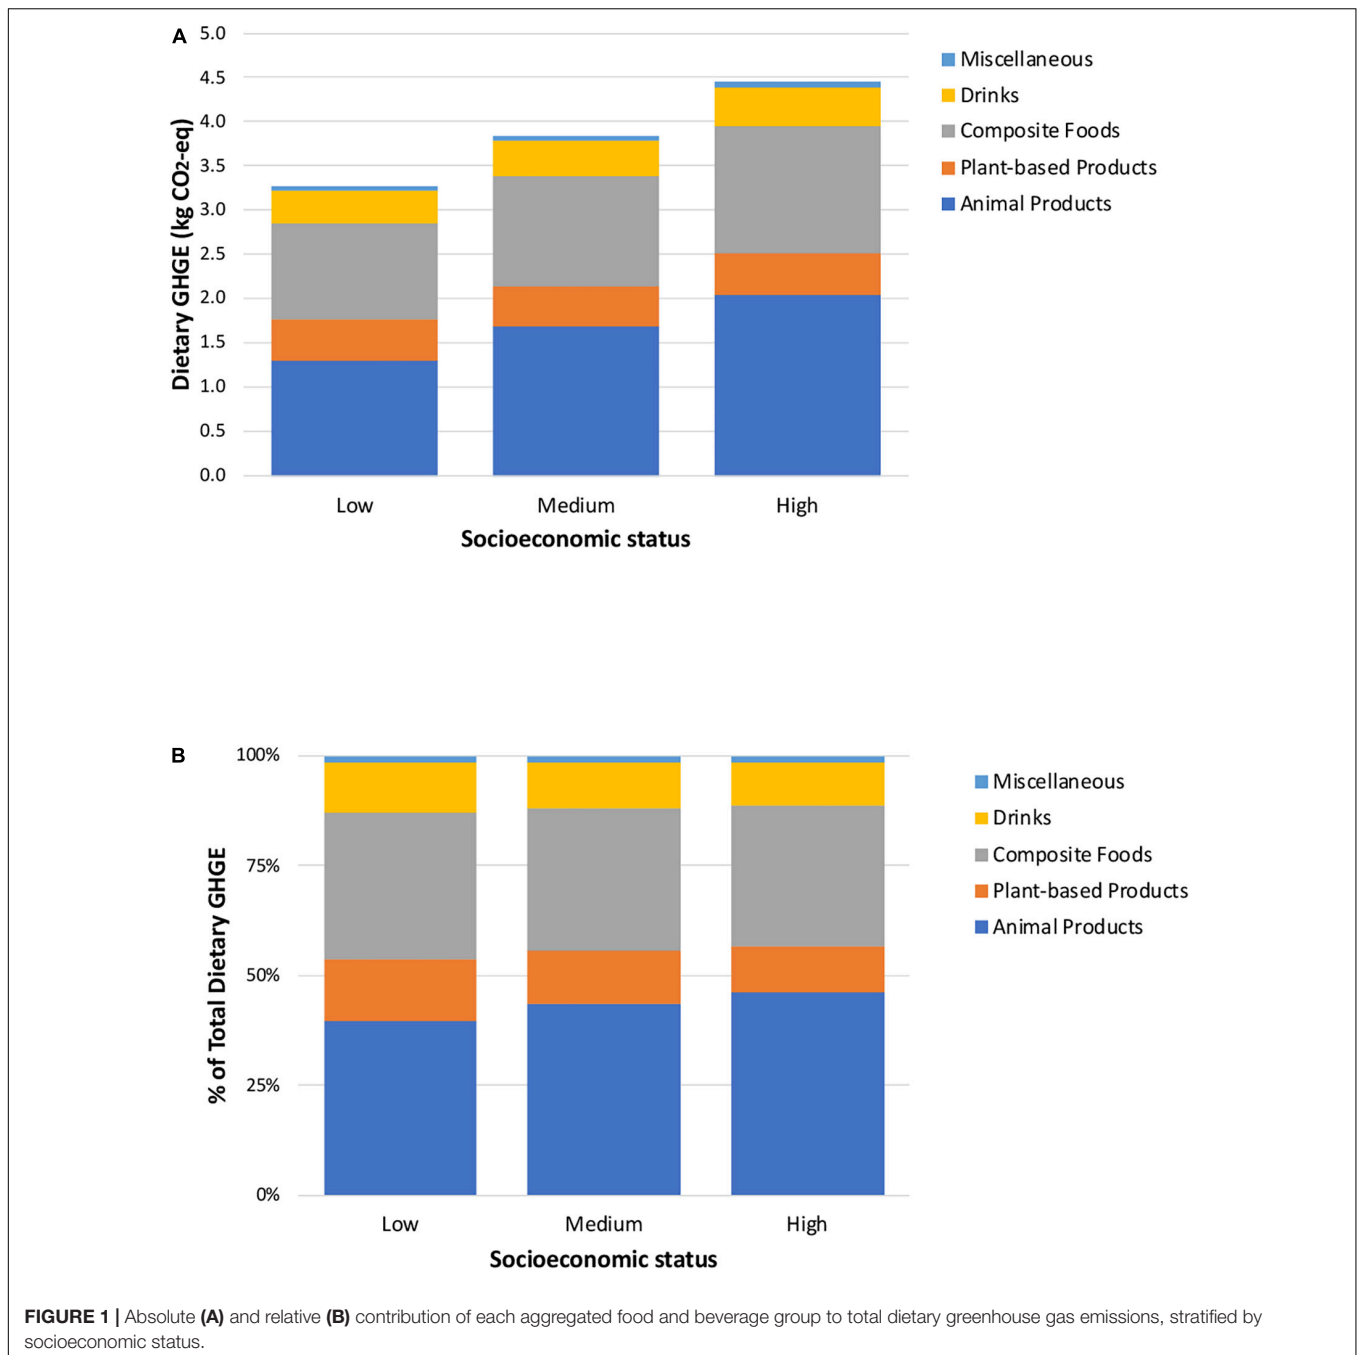 A
5.0
4.5
4.0
3.5
3.0
2.5
2.0
1.5
1.0
0.5
0.0
Dietary GHGE (kg CO2-eq)
Low Medium High
Socioeconomic status
Miscellaneous
Drinks
Composite Foods
Plant-based Products
Animal Products
B
100%
75%
50%
25%
0%
% of Total Dietary GHGE
Low Medium High
Socioeconomic status
Miscellaneous
Drinks
Composite Foods
Plant-based Products
Animal Products
FIGURE 1 | Absolute (A) and relative (B) contribution of each aggregated food and beverage group to total dietary greenhouse gas emissions, stratified by
socioeconomic status.